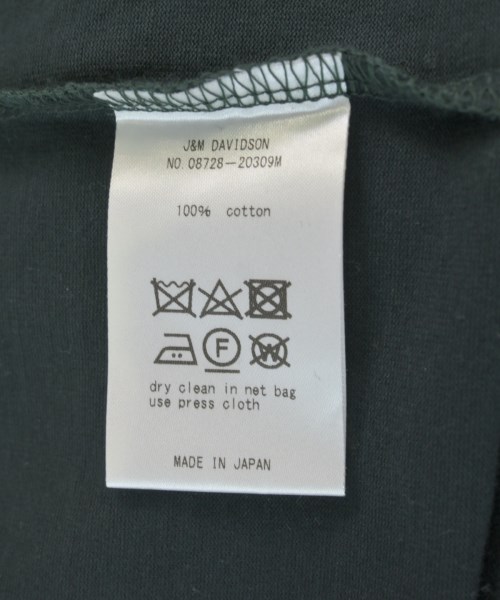 J&M DAVIDSON
NO.08728-20309M
100% cotton
F W
dry clean in net bag
use press cloth
MADE IN JAPAN